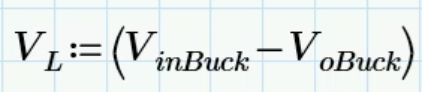 V_L := (V_inBuck − V_oBuck)